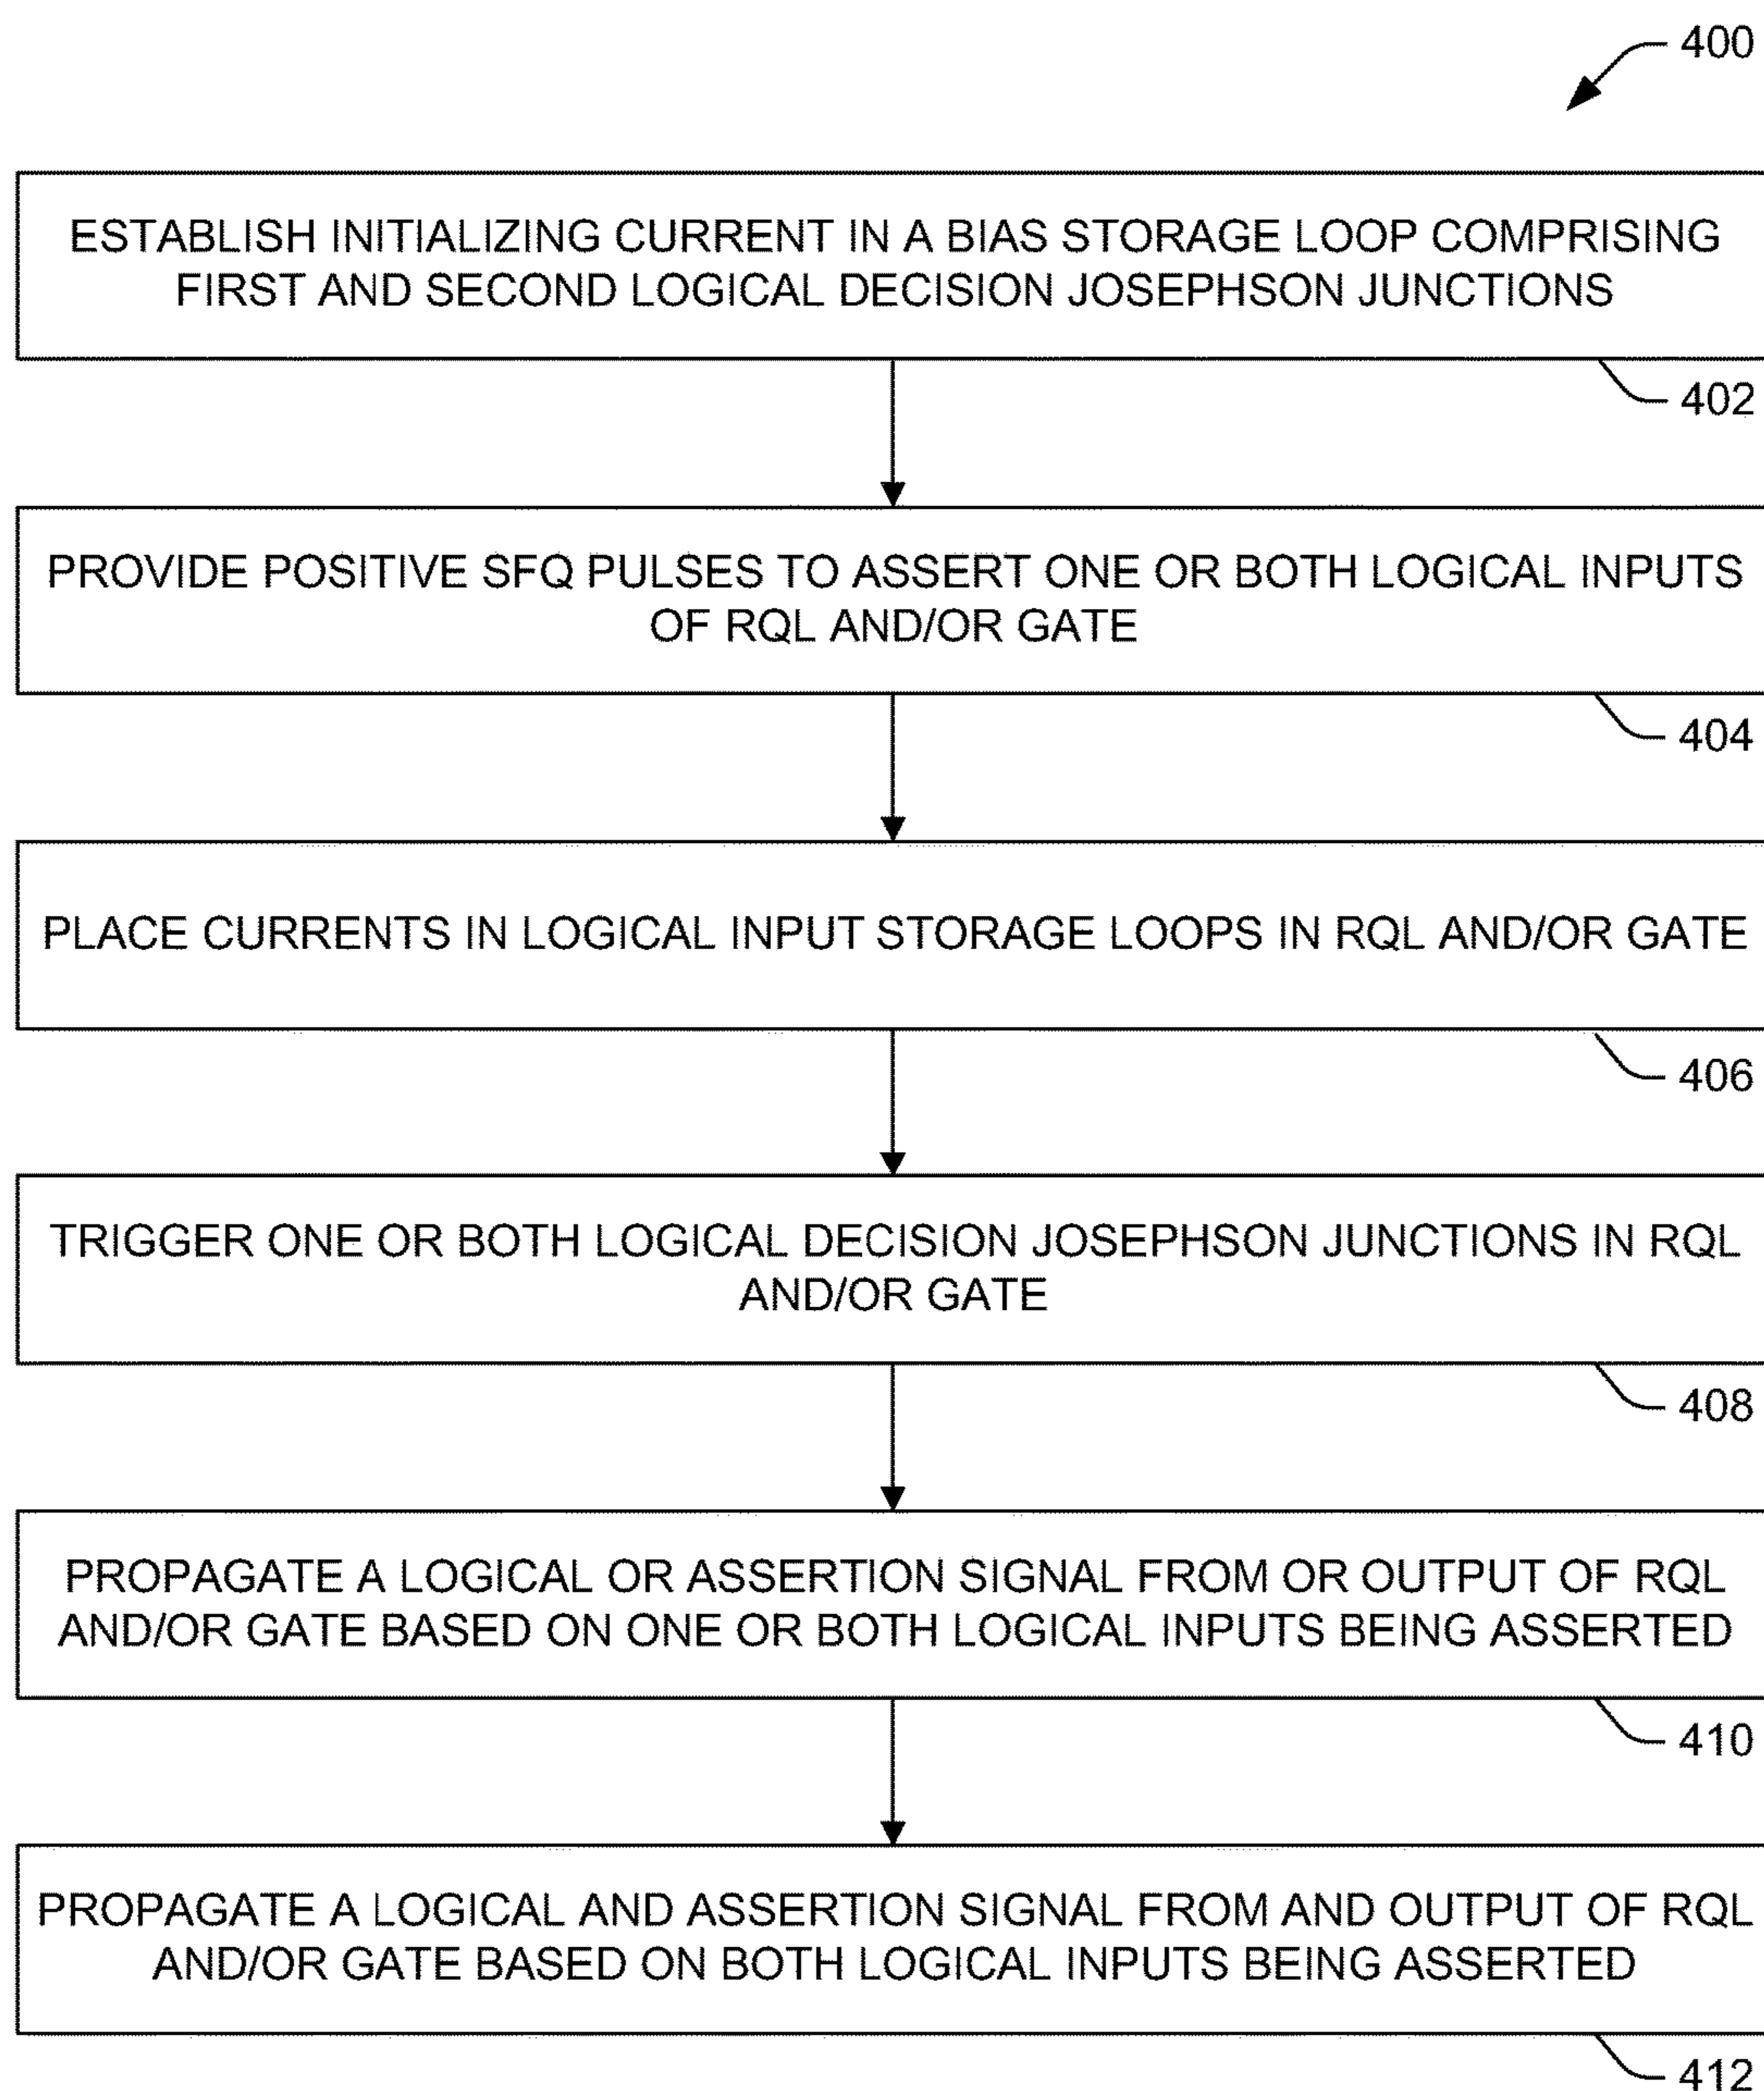 400
ESTABLISH INITIALIZING CURRENT IN A BIAS STORAGE LOOP COMPRISING
FIRST AND SECOND LOGICAL DECISION JOSEPHSON JUNCTIONS
402
PROVIDE POSITIVE SFQ PULSES TO ASSERT ONE OR BOTH LOGICAL INPUTS
OF RQL AND/OR GATE
404
PLACE CURRENTS IN LOGICAL INPUT STORAGE LOOPS IN RQL AND/OR GATE
406
TRIGGER ONE OR BOTH LOGICAL DECISION JOSEPHSON JUNCTIONS IN RQL
AND/OR GATE
408
PROPAGATE A LOGICAL OR ASSERTION SIGNAL FROM OR OUTPUT OF RQL
AND/OR GATE BASED ON ONE OR BOTH LOGICAL INPUTS BEING ASSERTED
410
PROPAGATE A LOGICAL AND ASSERTION SIGNAL FROM AND OUTPUT OF RQL
AND/OR GATE BASED ON BOTH LOGICAL INPUTS BEING ASSERTED
412